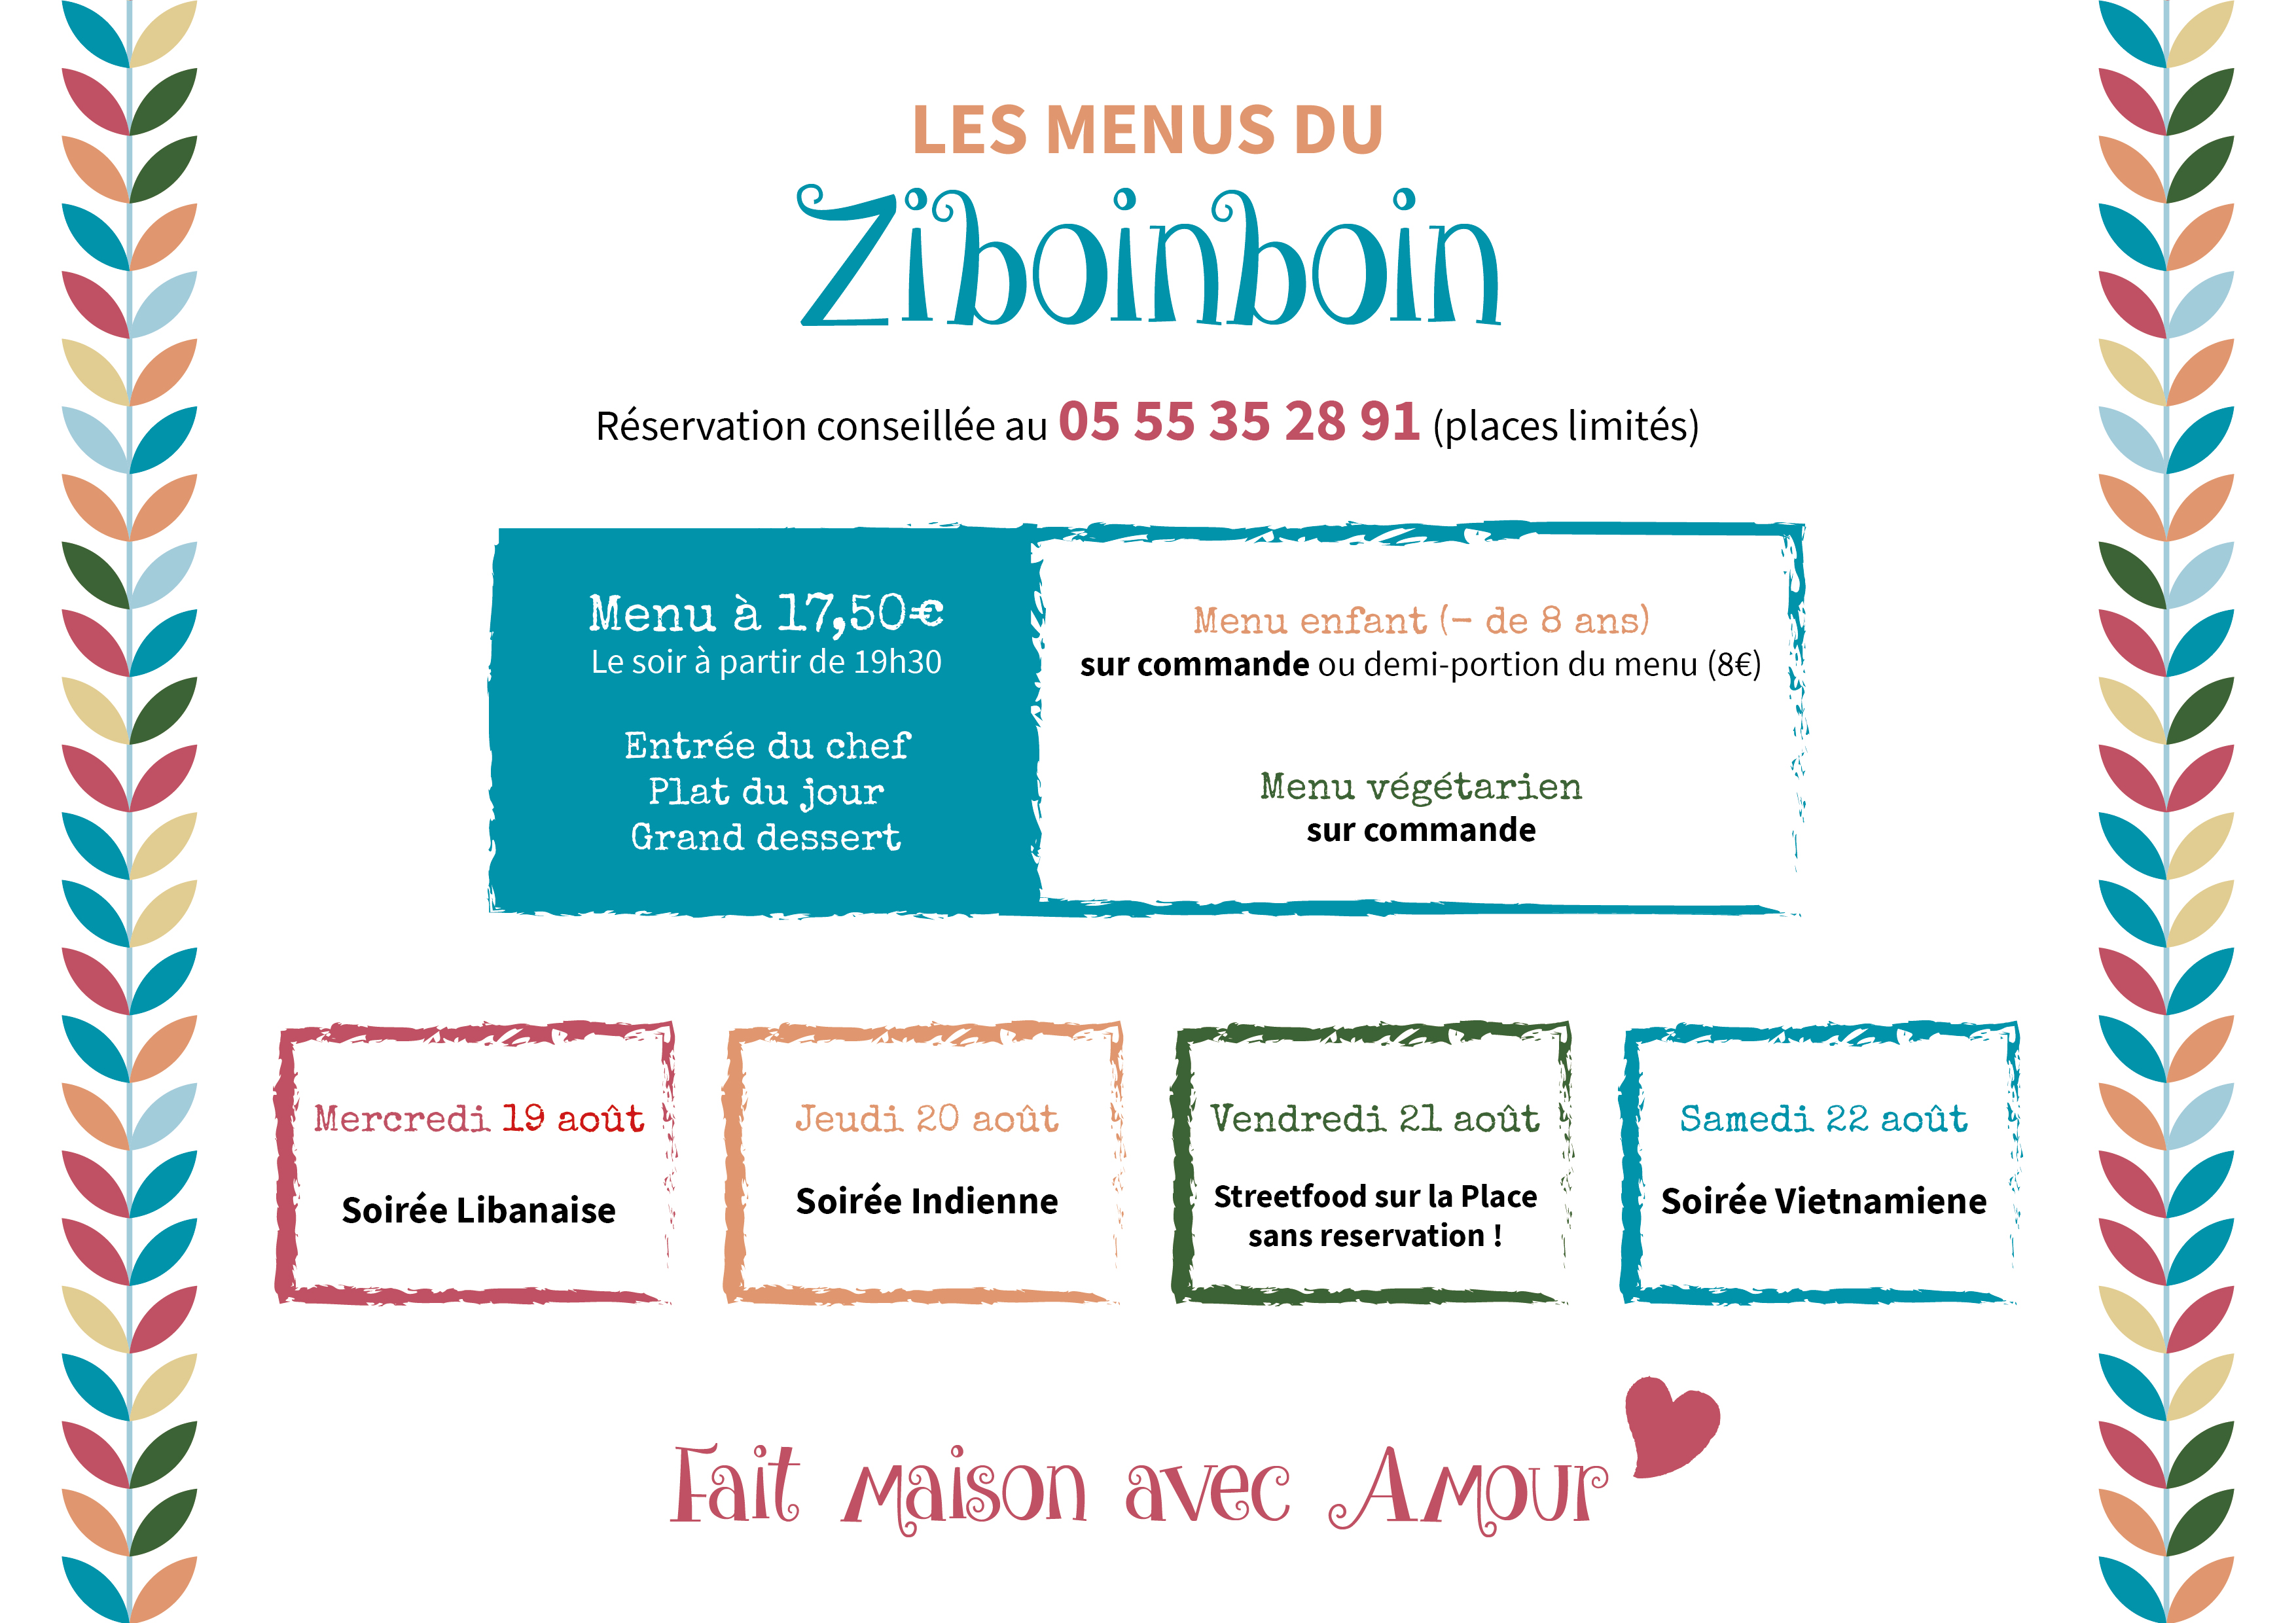 LES MENUS DU
Ziboinboin
Réservation conseillée au 05 55 35 28 91 (places limités)
Menu à 17,50€
Le soir à partir de 19h30
Entrée du chef
Plat du jour
Grand dessert
Menu enfant (- de 8 ans)
sur commande ou demi-portion du menu (8€)
Menu végétarien
sur commande
Mercredi 19 août
Soirée Libanaise
Jeudi 20 août
Soirée Indienne
Vendredi 21 août
Streetfood sur la Place
sans reservation !
Samedi 22 août
Soirée Vietnamiene
Fait maison avec Amour